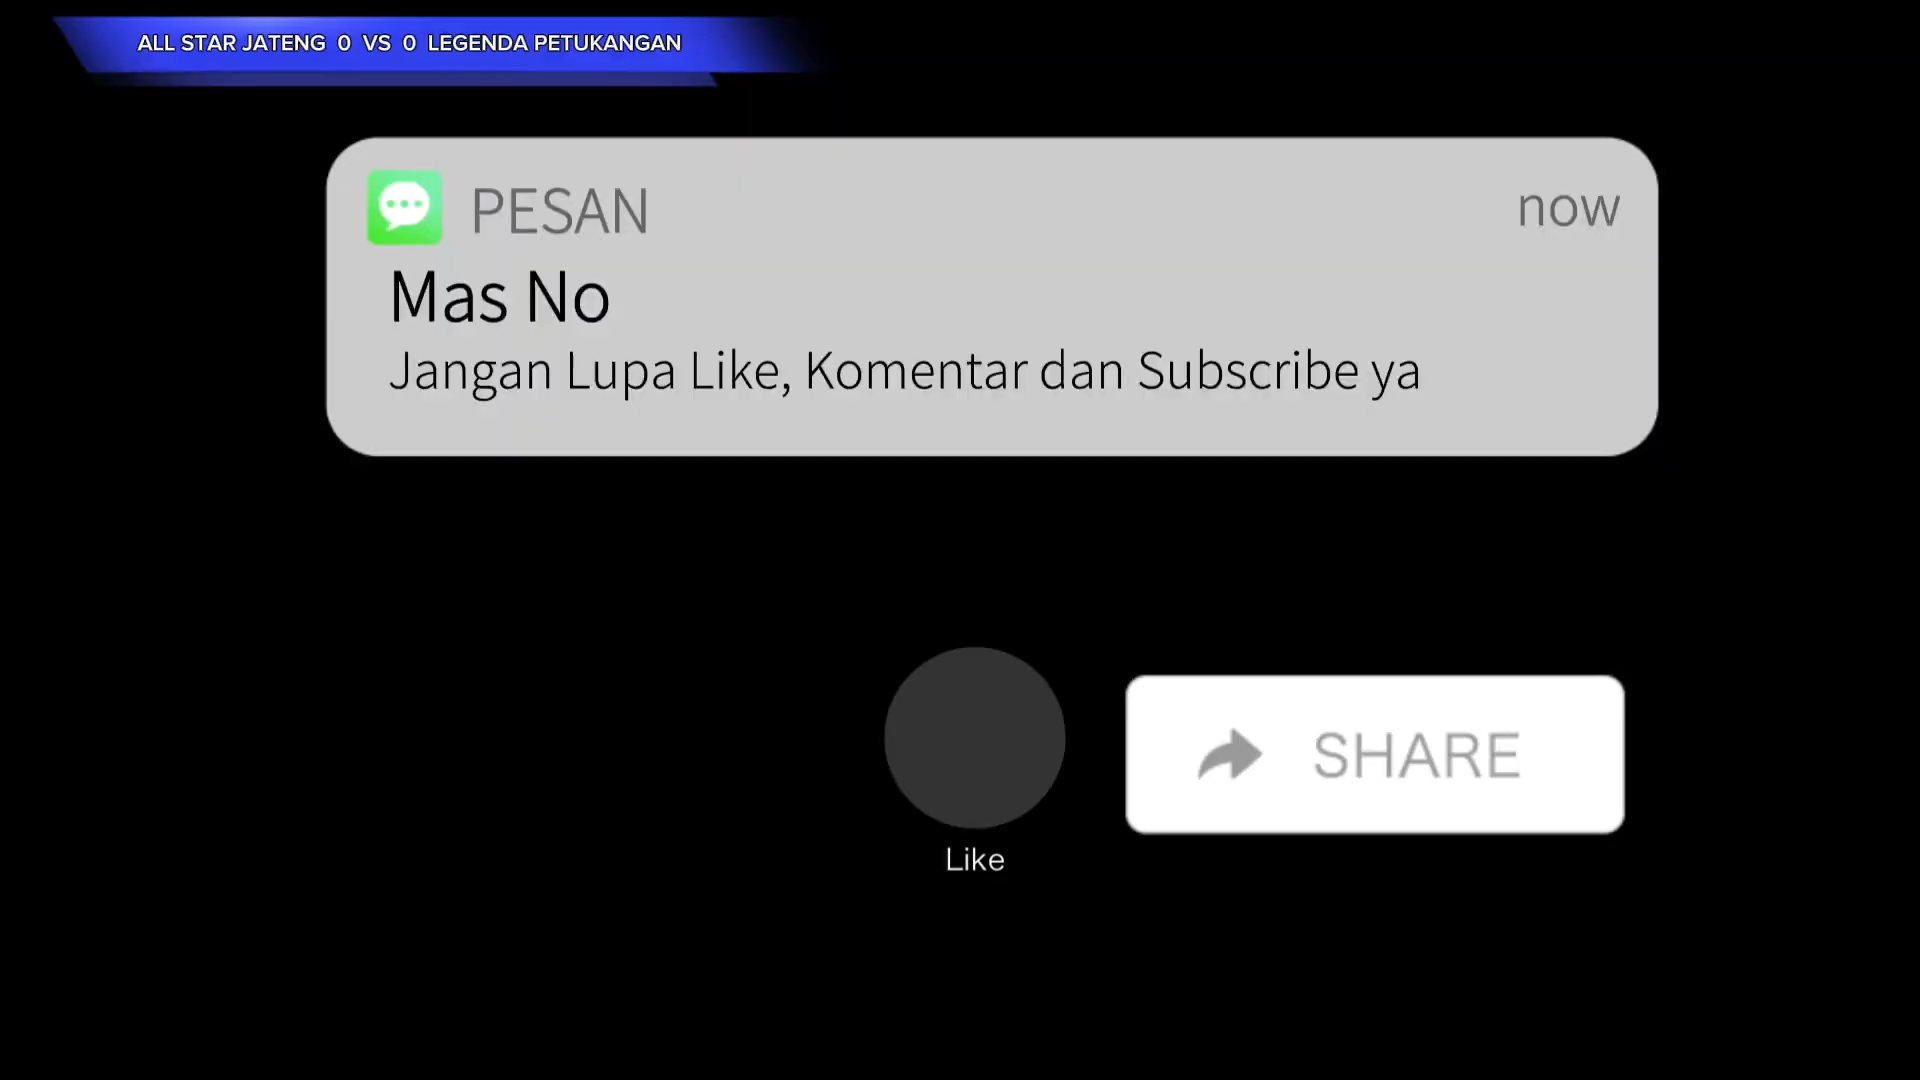 ALL STAR JATENG 0 VS 0 LEGENDA PETUKANGAN
PESAN
now
Mas No
Jangan Lupa Like, Komentar dan Subscribe ya
SHARE
Like